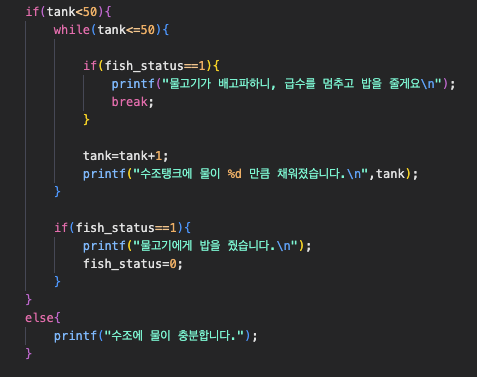 if(tank<50){
while(tank<=50){
if(fish_status==1){
printf("물고기가 배고파하니, 급수를 멈추고 밥을 줄게요\n");
break;
}
tank=tank+1;
printf("수조탱크에 물이 %d 만큼 채워졌습니다.\n",tank);
}
if(fish_status==1){
printf("물고기에게 밥을 줬습니다.\n");
fish_status=0;
}
}
else{
printf("수조에 물이 충분합니다.");
}